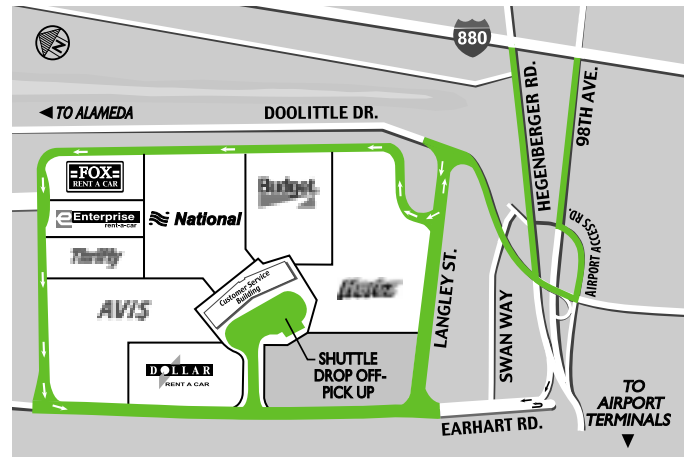 N
880
TO ALAMEDA
DOOLITTLE DR.
HEGENBERGER RD.
98TH AVE.
AIRPORT ACCESS RD.
=FOX=
RENT A CAR
Budget
e Enterprise
rent-a-car
National
Thrifty
AVIS
Customer Service
Building
LANGLEY ST.
SWAN WAY
DOLLAR
RENT A CAR
SHUTTLE
DROP OFF-
PICK UP
EARHART RD.
TO
AIRPORT
TERMINALS